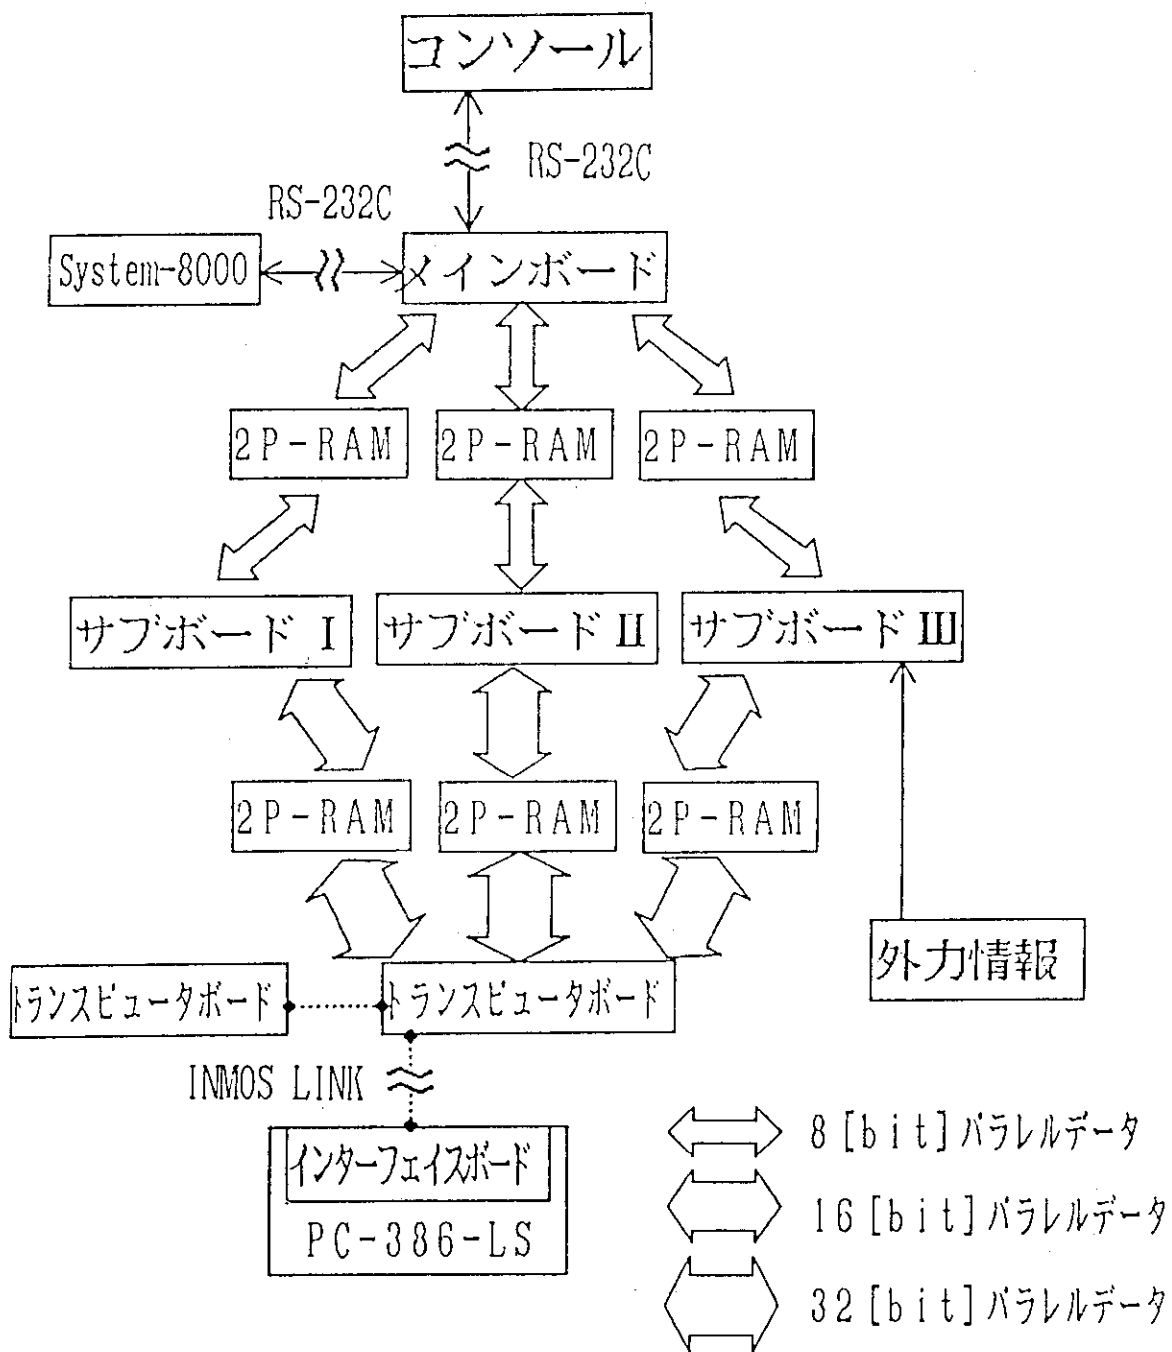 コンソール
RS-232C
RS-232C
System-8000
メインボード
2P-RAM
2P-RAM
2P-RAM
サブボード I
サブボード II
サブボード III
2P-RAM
2P-RAM
2P-RAM
外力情報
トランスピュータボード
トランスピュータボード
INMOS LINK
インターフェイスボード
PC-386-LS
8[bit]パラレルデータ
16[bit]パラレルデータ
32[bit]パラレルデータ